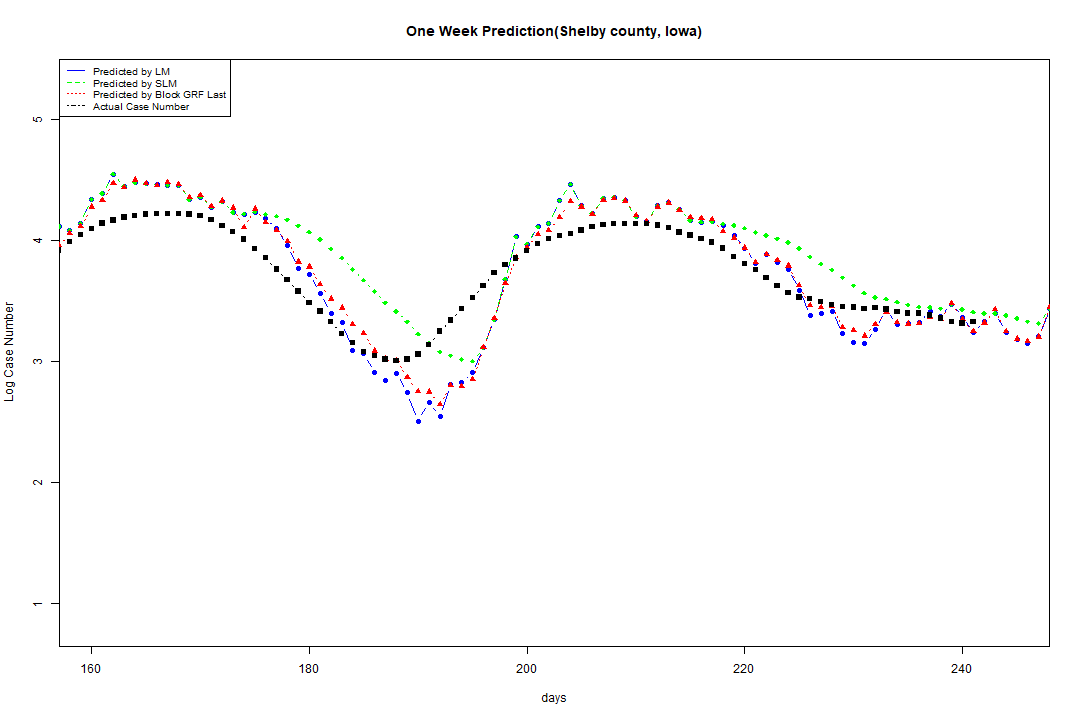 One Week Prediction(Shelby county, Iowa)
Predicted by LM
Predicted by SLM
Predicted by Block GRF Last
Actual Case Number
5
4
3
2
1
Log Case Number
160 180 200 220 240
days